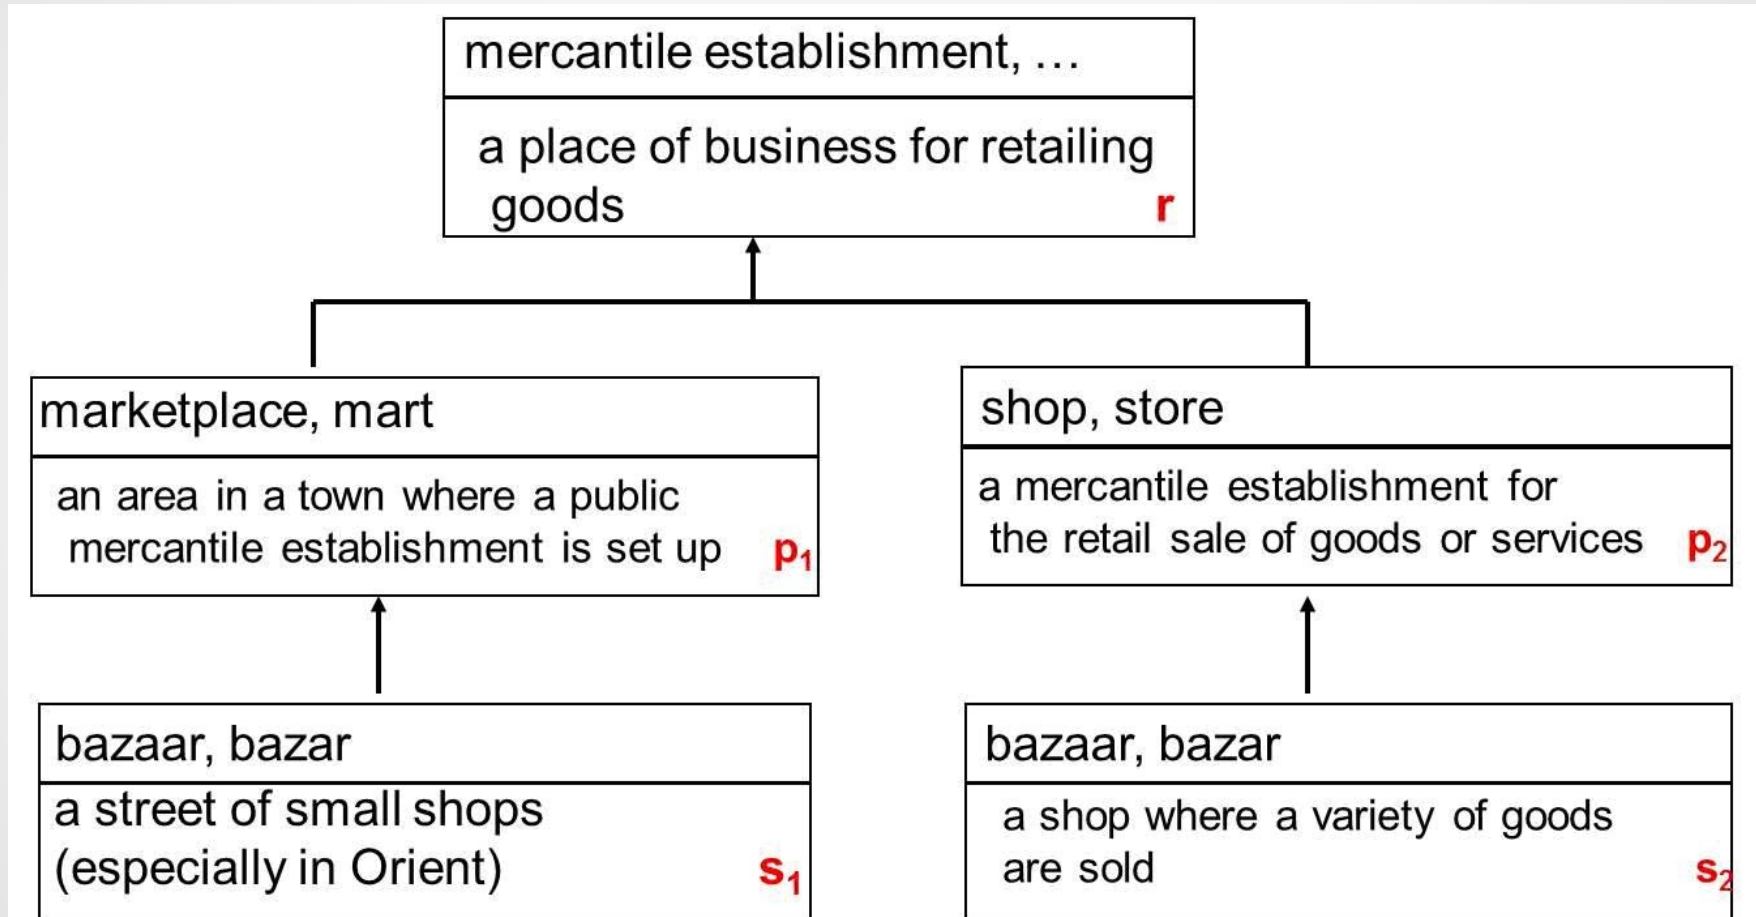 mercantile establishment, …
a place of business for retailing
goods
r
marketplace, mart
an area in a town where a public
mercantile establishment is set up
p₁
shop, store
a mercantile establishment for
the retail sale of goods or services
p₂
bazaar, bazar
a street of small shops
(especially in Orient)
s₁
bazaar, bazar
a shop where a variety of goods
are sold
s₂